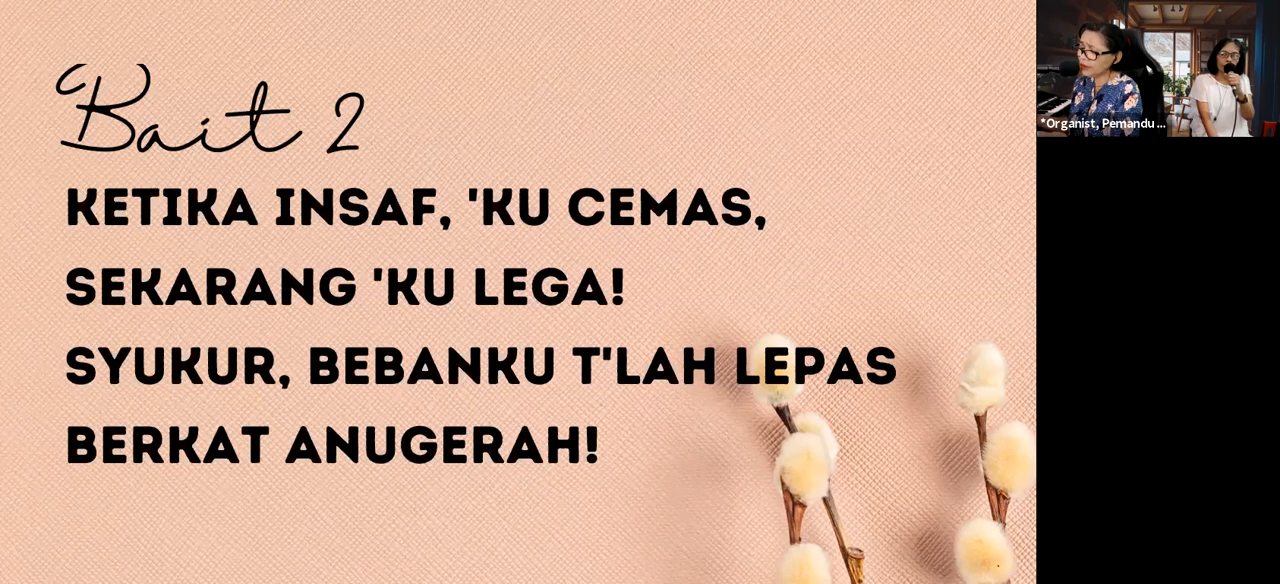 Bait 2
KETIKA INSAF, 'KU CEMAS,
SEKARANG 'KU LEGA!
SYUKUR, BEBANKU T'LAH LEPAS
BERKAT ANUGERAH!
*Organist, Pemandu ...